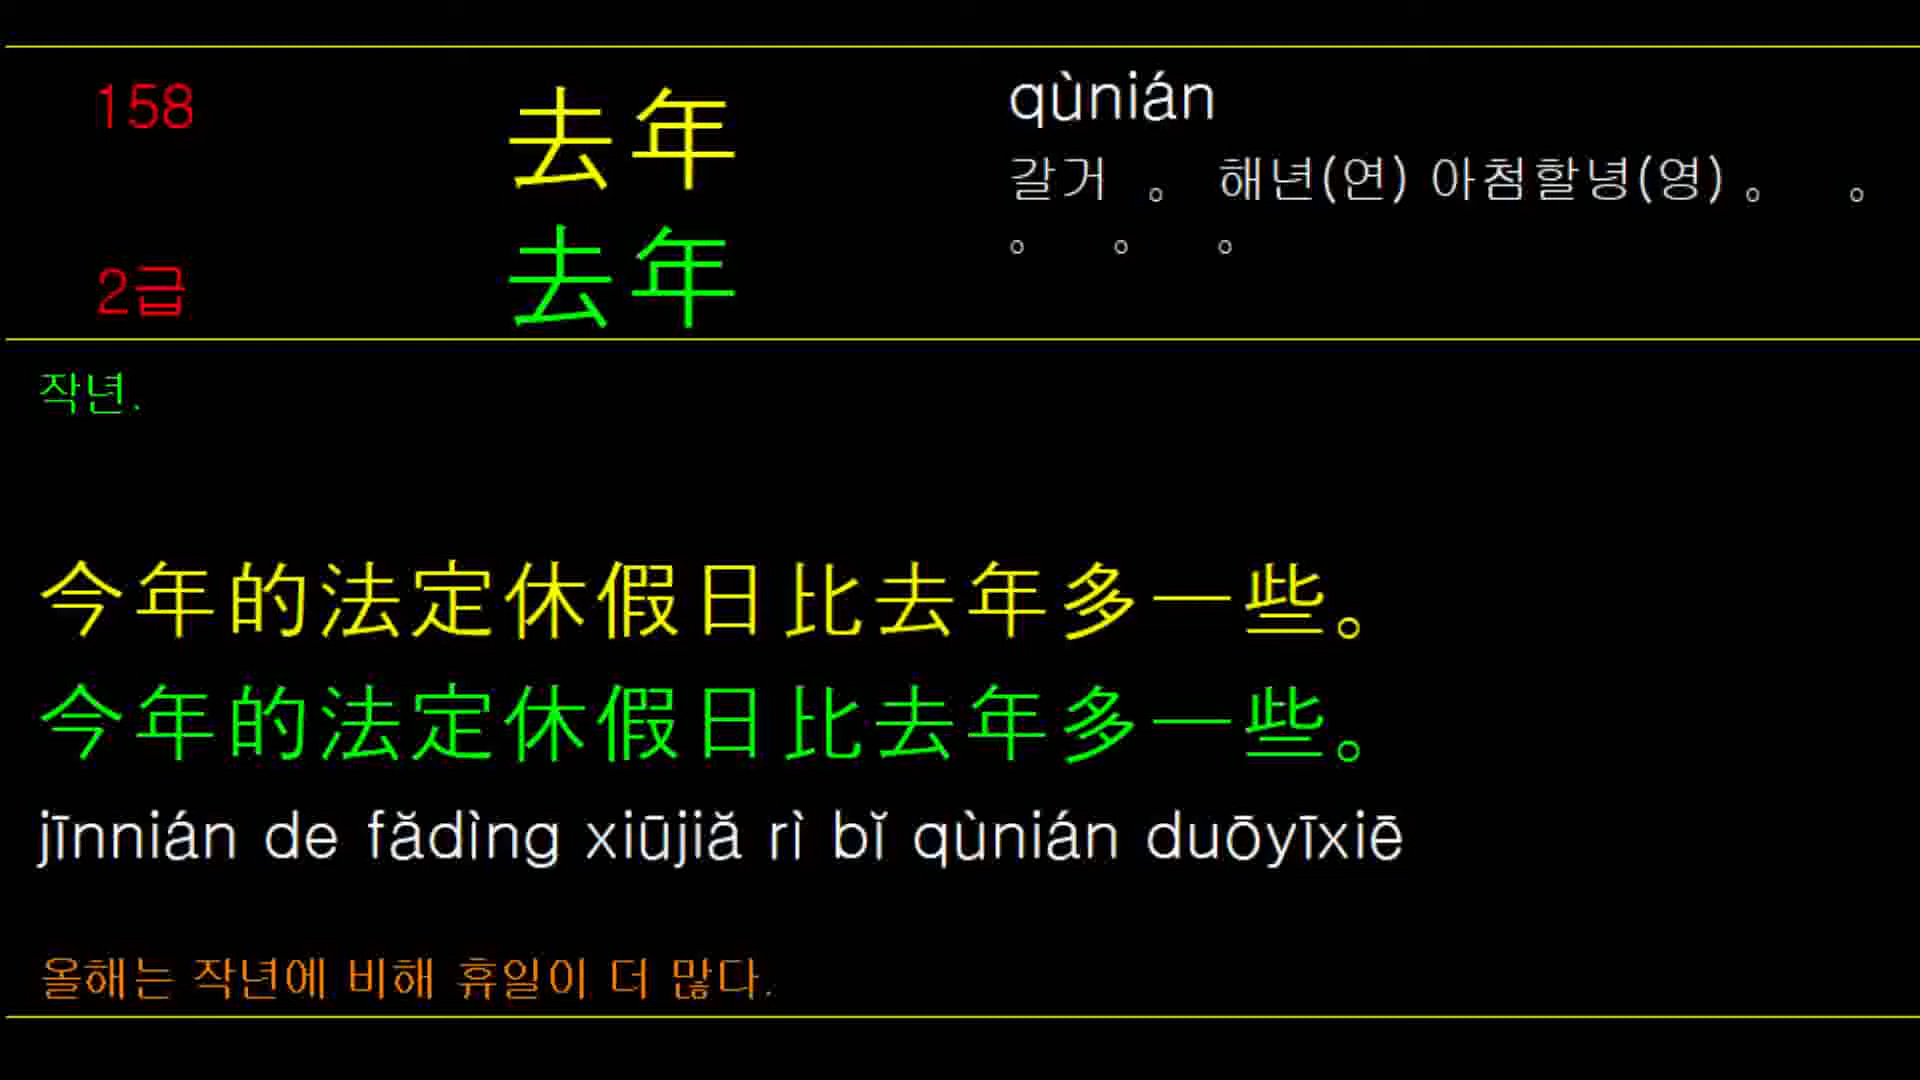 158
去年
qùnián
갈거 。 해년(연) 아첨할녕(영)。 。
。 。 。
2급
去年
작년.
今年的法定休假日比去年多一些。
今年的法定休假日比去年多一些。
jīnnián de fădìng xiūjiă rì bĭ qùnián duōyīxiē
올해는 작년에 비해 휴일이 더 많다.